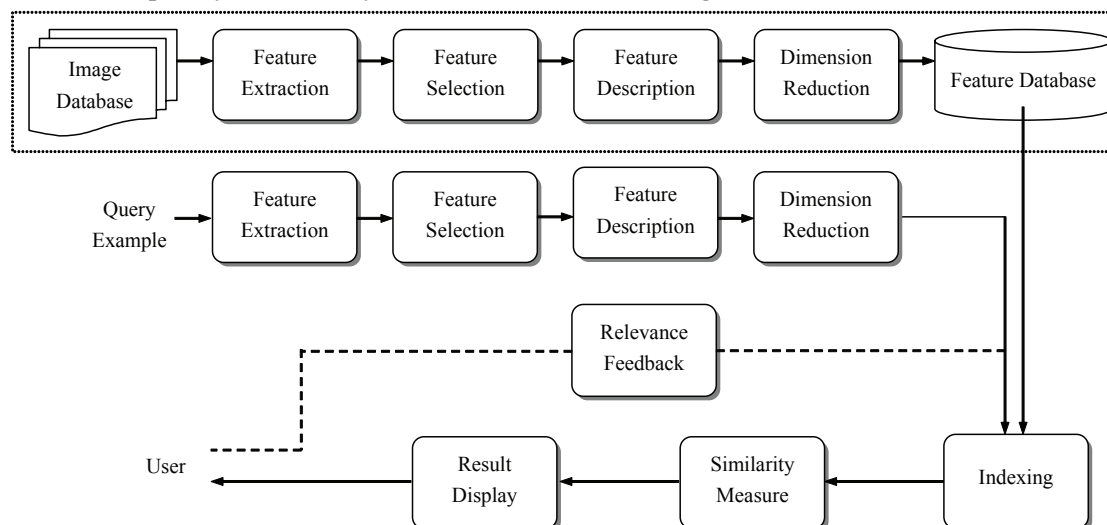 Image
Database
Feature
Extraction
Feature
Selection
Feature
Description
Dimension
Reduction
Feature Database
Query
Example
Feature
Extraction
Feature
Selection
Feature
Description
Dimension
Reduction
Relevance
Feedback
User
Result
Display
Similarity
Measure
Indexing